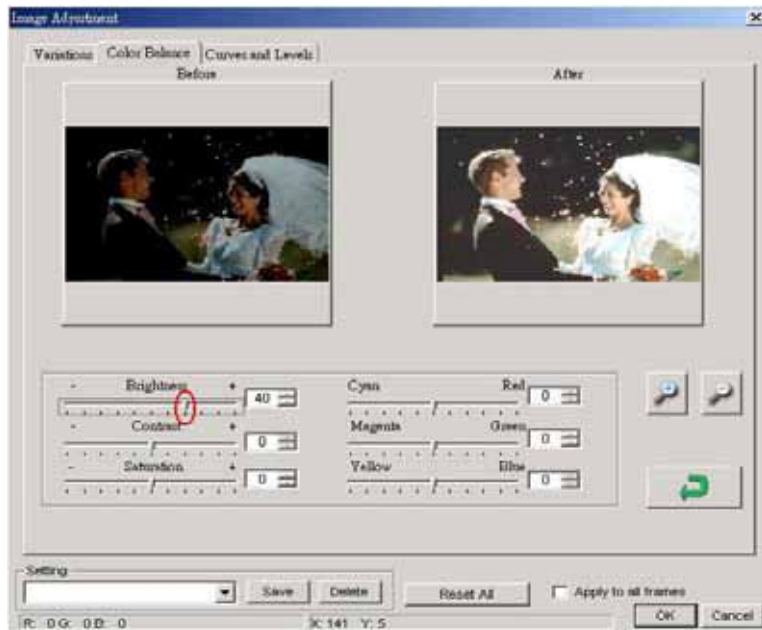 Image Adjustment
Variations Color Balance Curves and Levels
Before After
- Brightness + 40 Cyan Red 0
- Contrast + 0 Magenta Green 0
- Saturation + 0 Yellow Blue 0
Setting
Save Delete Reset All Apply to all frames
OK Cancel
R: 0 G: 0 B: 0 X: 141 Y: 5